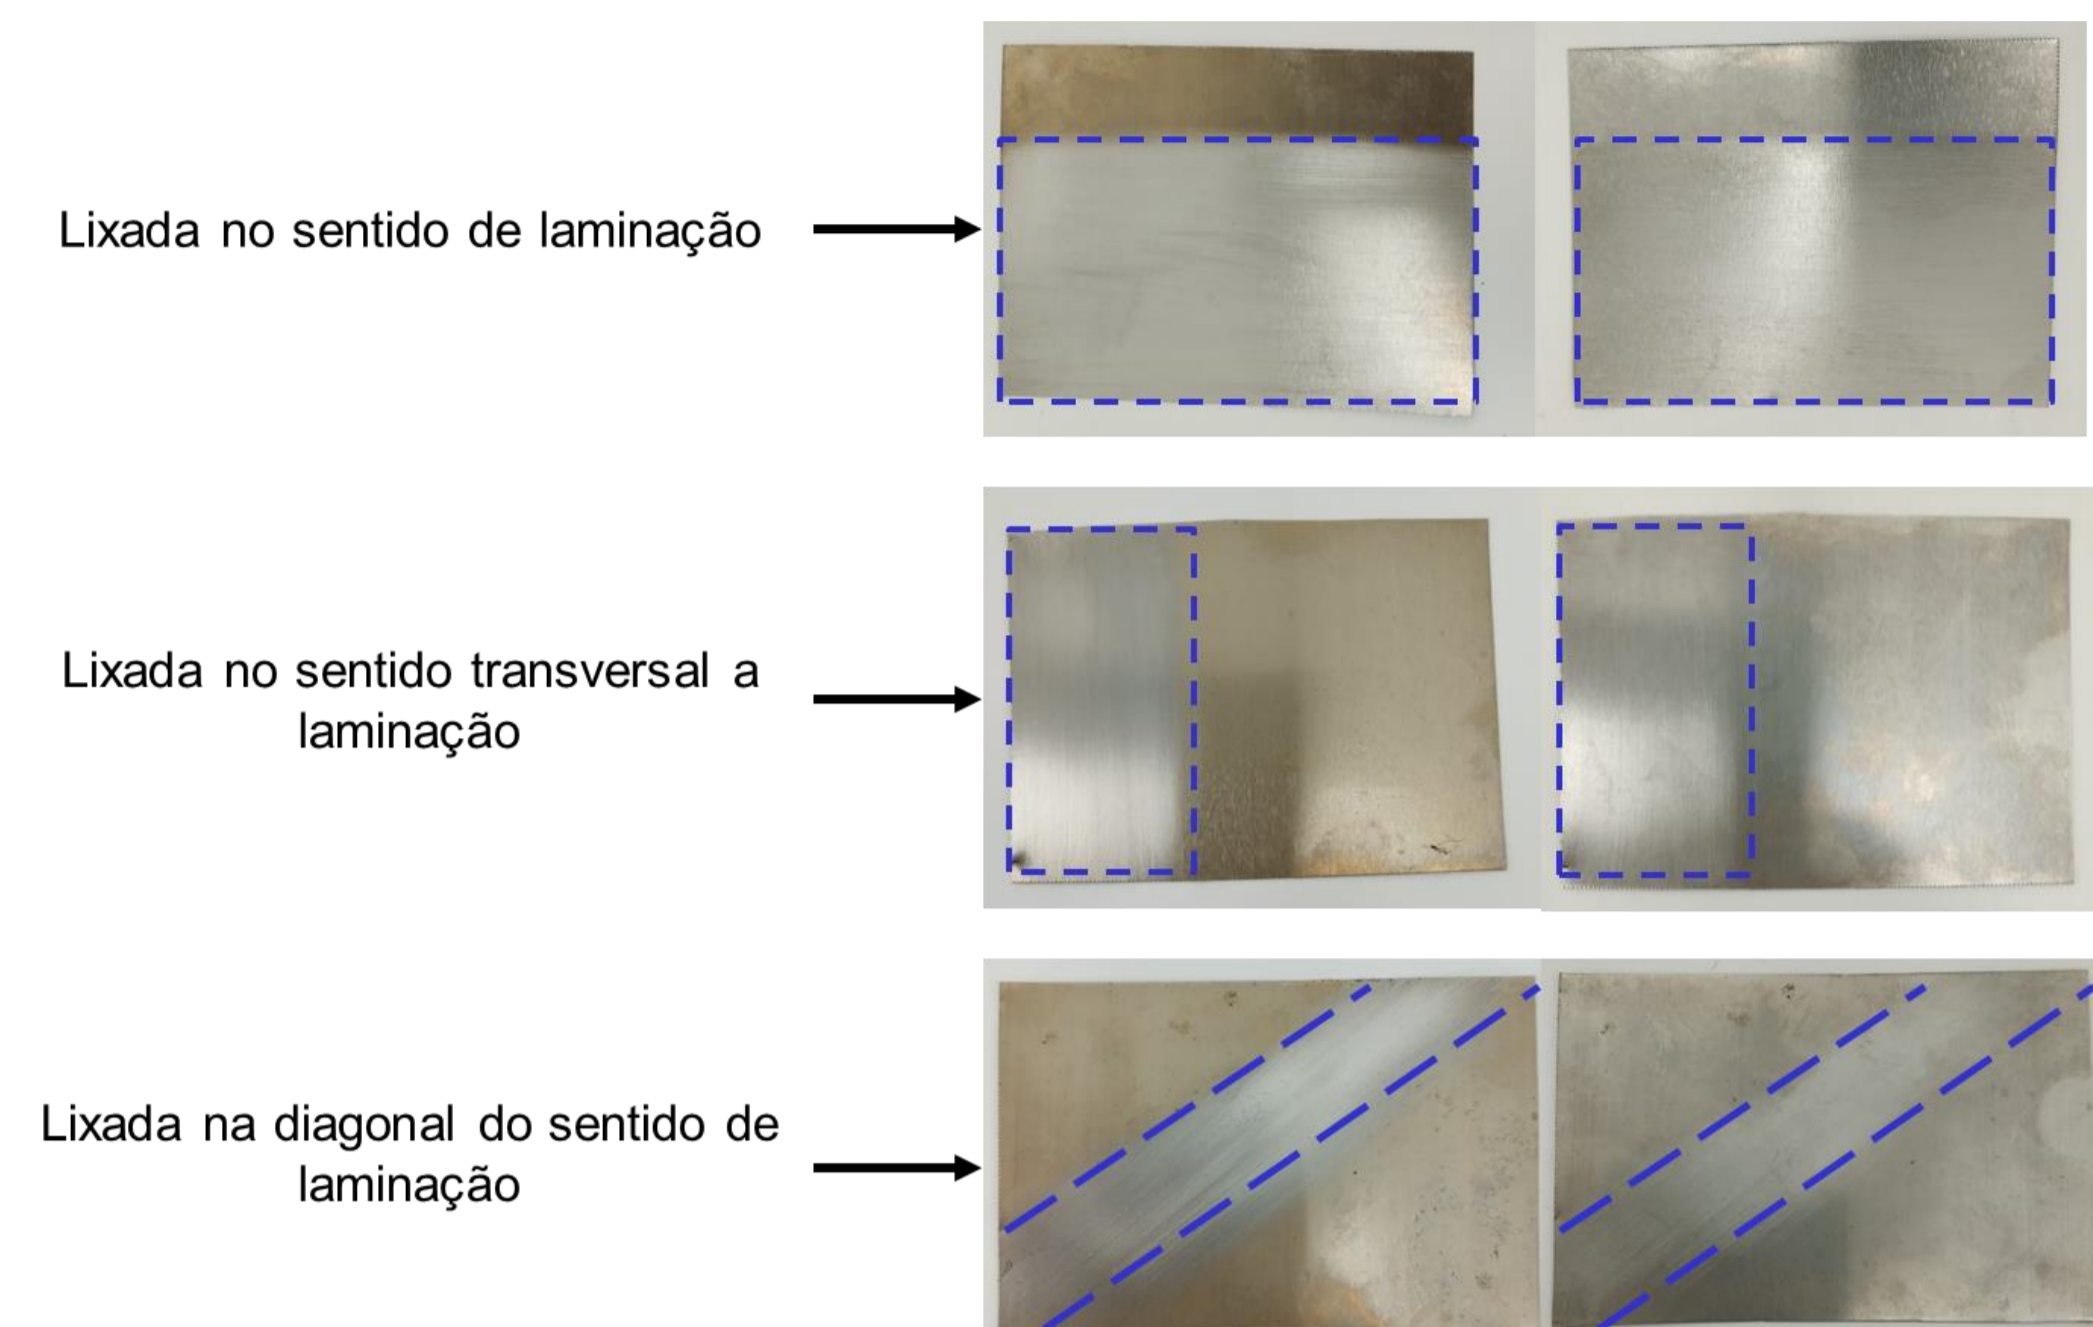 Lixada no sentido de laminação
Lixada no sentido transversal a
laminação
Lixada na diagonal do sentido de
laminação